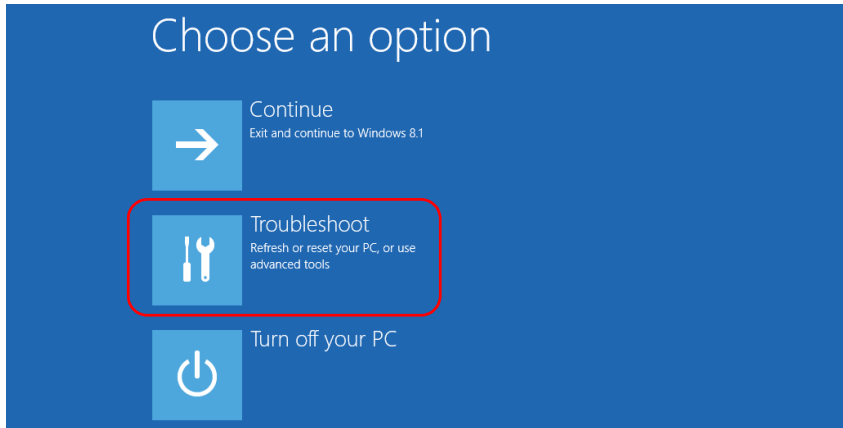 Choose an option
Continue
Exit and continue to Windows 8.1
Troubleshoot
Refresh or reset your PC, or use
advanced tools
Turn off your PC